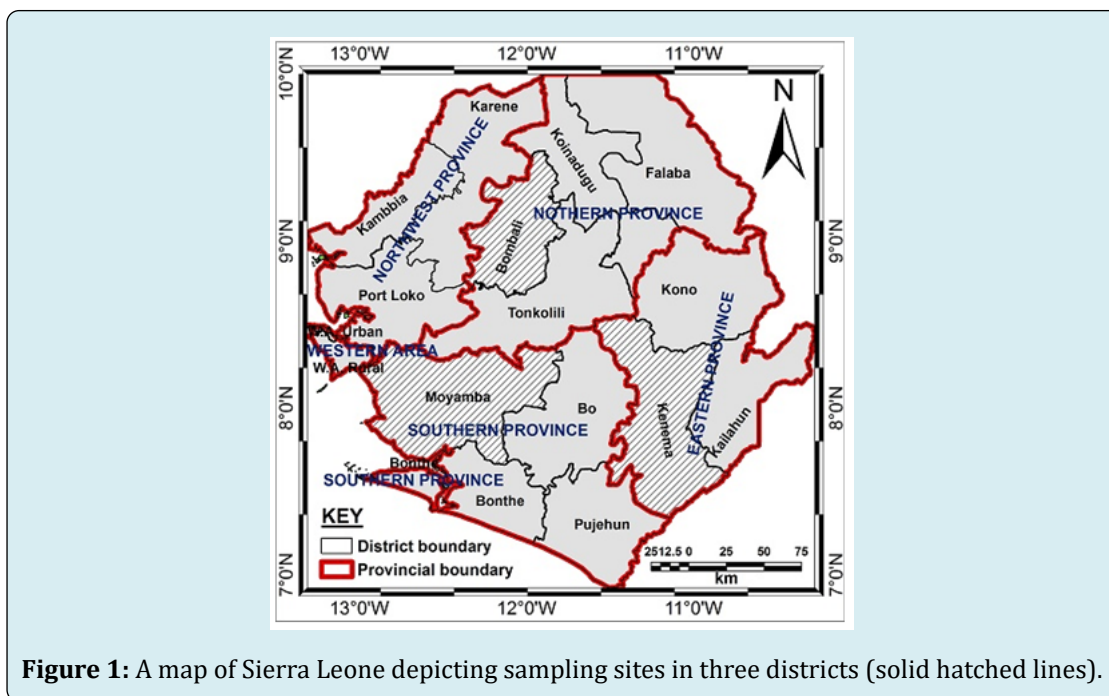 13°0'W 12°0'W 11°0'W
10°0'N 10°0'N
N
Karene
Koinadugu
Falaba
NORTHWEST PROVINCE
Kambbia
NOTHERN PROVINCE
Bombali
9°0'N 9°0'N
Kono
Port Loko
Tonkolili
EASTERN PROVINCE
W.A. Urban
WESTERN AREA
W.A. Rural
Moyamba
Bo
Kenema
Kailahun
8°0'N 8°0'N
SOUTHERN PROVINCE
Bonthe
SOUTHERN PROVINCE
Bonthe
Pujehun
KEY
District boundary
Provincial boundary
25 12.5 0 25 50 75
km
7°0'N 7°0'N
13°0'W 12°0'W 11°0'W
Figure 1: A map of Sierra Leone depicting sampling sites in three districts (solid hatched lines).